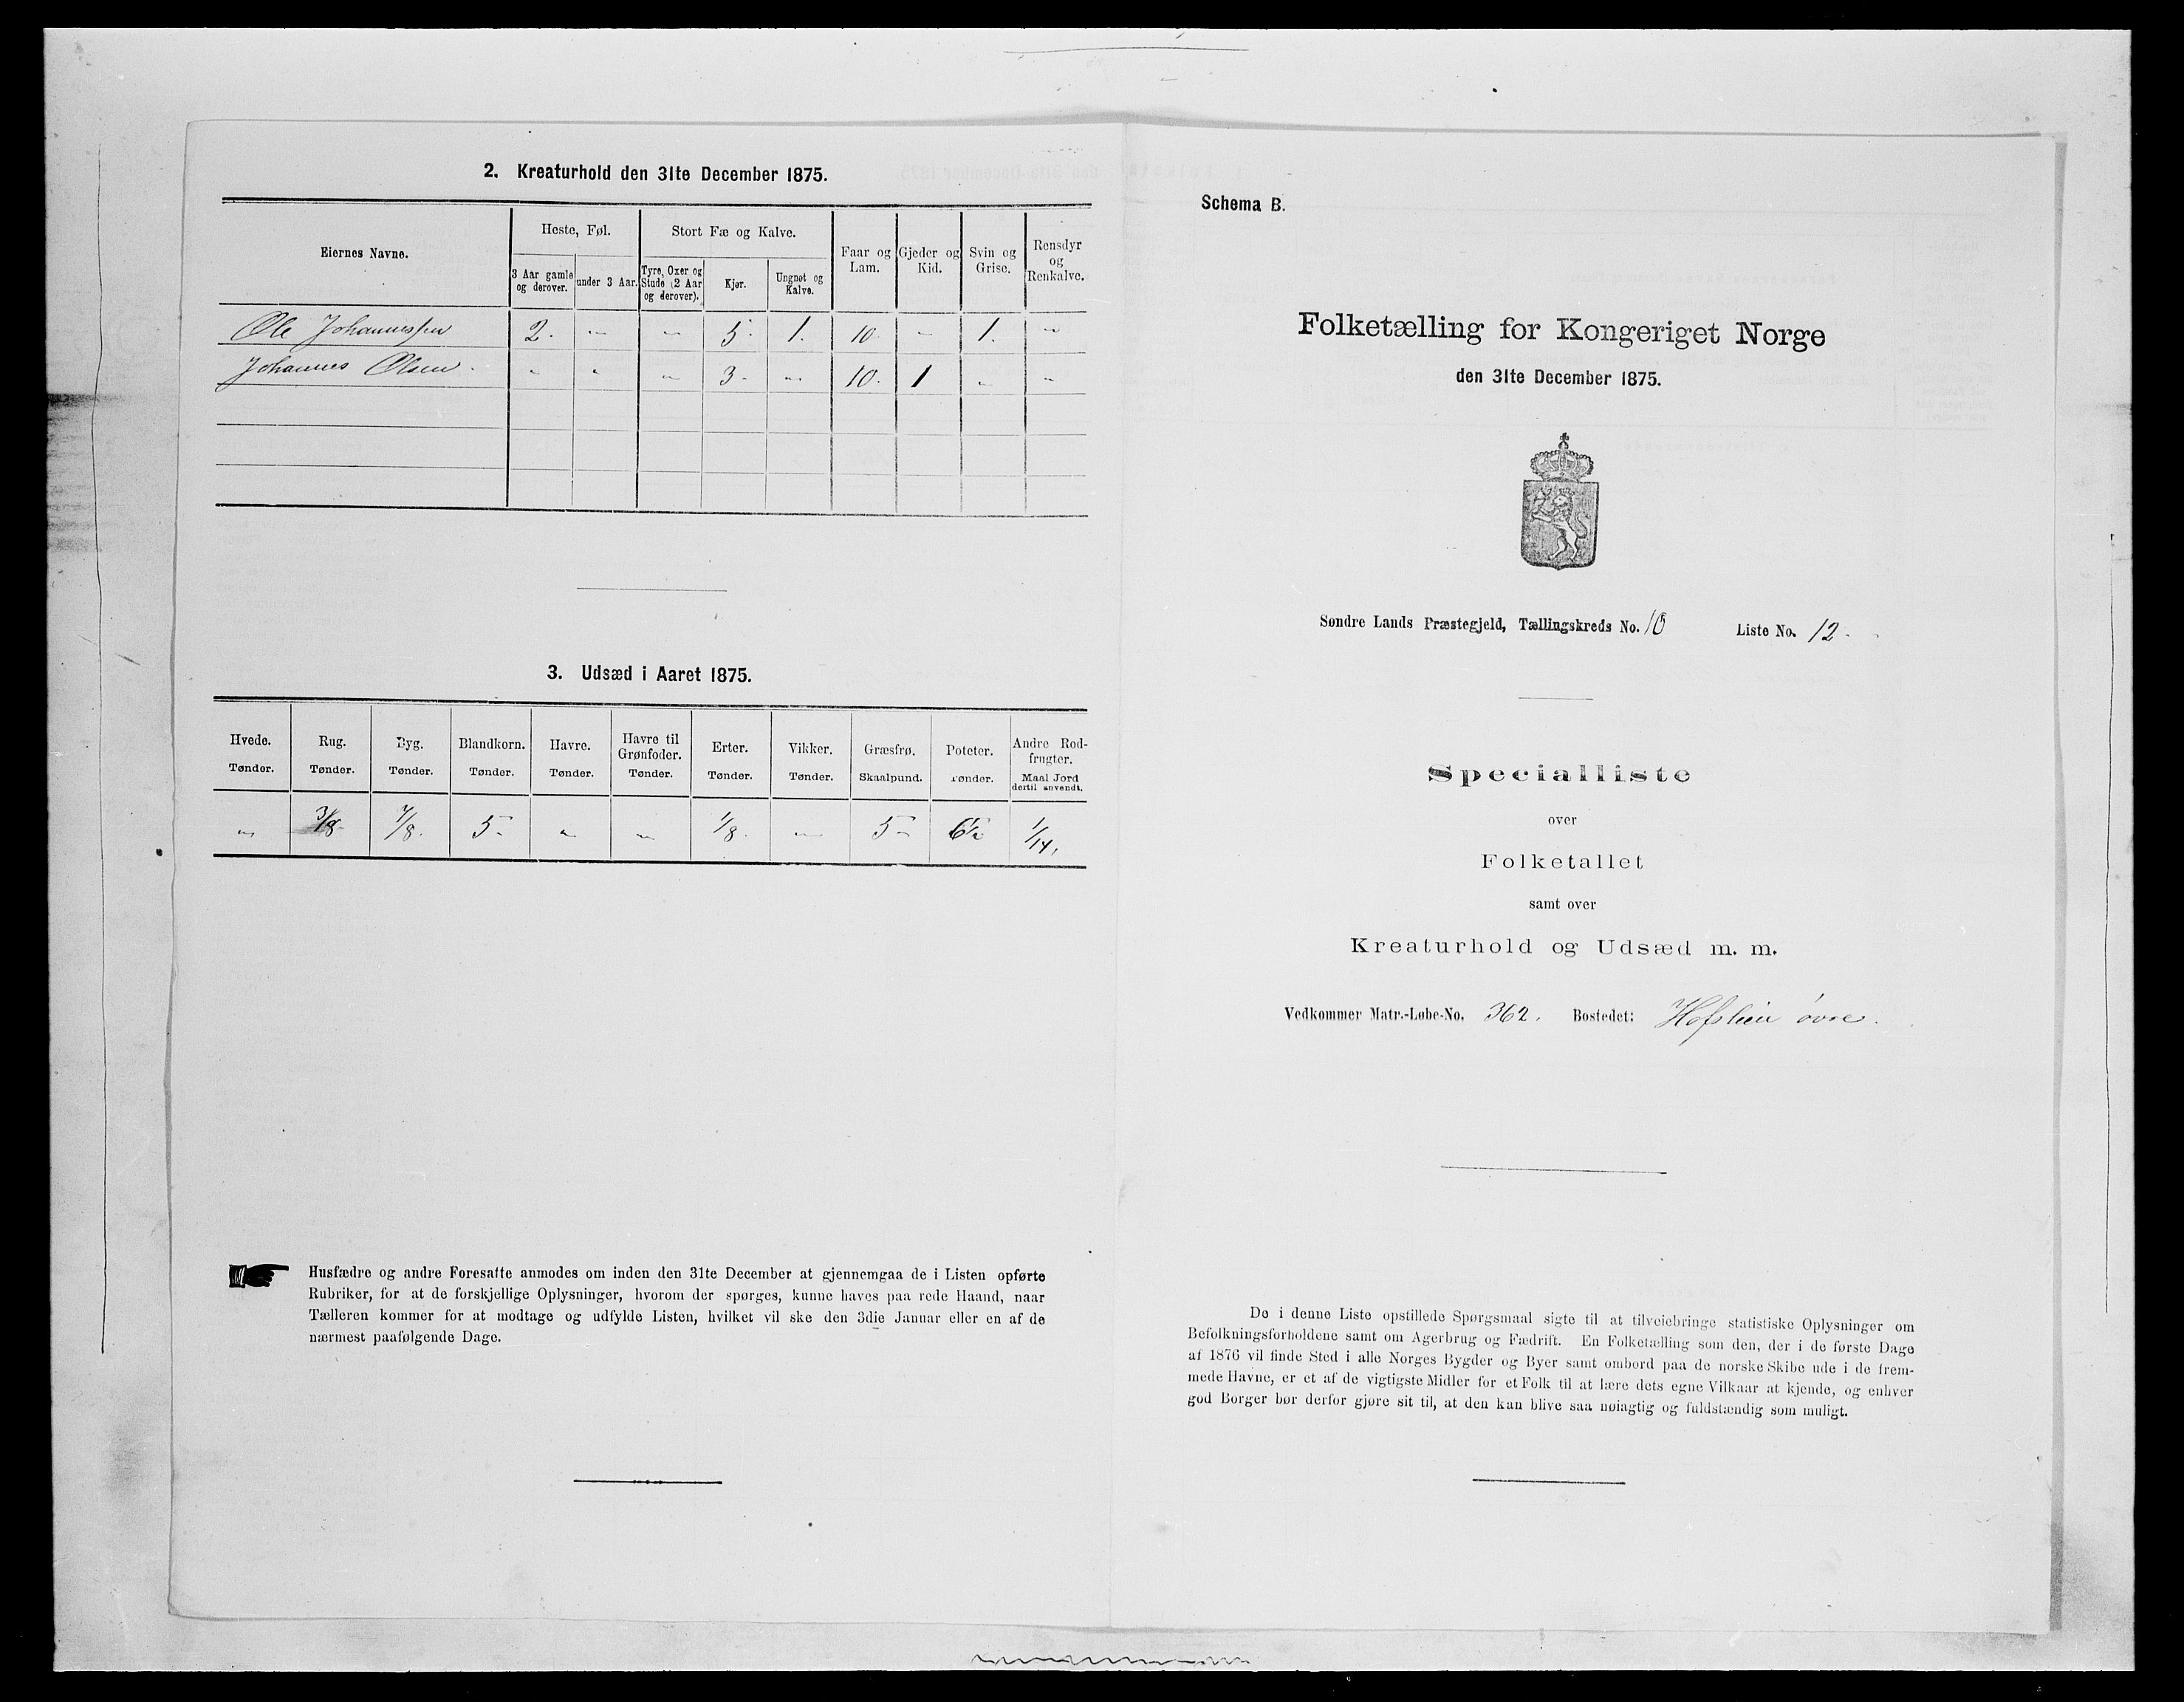 2. Kreaturhold den 31te December 1875.
Eiernes Navne.
Heste, Føl.
Stort Fæ og Kalve.
Faar og Lam.
Gjeder og Kid.
Svin og Grise.
Rensdyr og Renkalve.
3 Aar gamle og derover.
under 3 Aar.
Tyre, Oxer og Stude (2 Aar og derover).
Kjør.
Ungnøt og Kalve.
Ole Johannessen 2. " " 5. 1. 10 " 1. "
Johannes Olsen. " " " 3 " 10. 1 " "
3. Udsæd i Aaret 1875.
Hvede. Rug. Byg. Blandkorn. Havre. Havre til Grønfoder. Erter. Vikker. Græsfrø. Poteter. Andre Rodfrugter.
Tønder. Tønder. Tønder. Tønder. Tønder. Tønder. Tønder. Tønder. Skaalpund. Tønder. Maal Jord dertil anvendt.
" 3/8 7/8. 5 " " 1/8. " 5 6½ 1/14.
Husfædre og andre Foresatte anmodes om inden den 31te December at gjennemgaa de i Listen opførte
Rubriker, for at de forskjellige Oplysninger, hvorom der spørges, kunne haves paa rede Haand, naar
Tælleren kommer for at modtage og udfylde Listen, hvilket vil ske den 3die Januar eller en af de
nærmest paafølgende Dage.
Schema B.
Folketælling for Kongeriget Norge
den 31te December 1875.
Søndre Lands Præstegjeld, Tællingskreds No. 10 Liste No. 12.
Specialliste
over
Folketallet
samt over
Kreaturhold og Udsæd m. m.
Vedkommer Matr.-Løbe-No. 362. Bostedet: Hofslien øvre.
De i denne Liste opstillede Spørgsmaal sigte til at tilveiebringe statistiske Oplysninger om
Befolkningsforholdene samt om Agerbrug og Fædrift. En Folketælling som den, der i de første Dage
af 1876 vil finde Sted i alle Norges Bygder og Byer samt ombord paa de norske Skibe ude i de frem-
mede Havne, er et af de vigtigste Midler for et Folk til at lære dets egne Vilkaar at kjende, og enhver
god Borger bør derfor gjøre sit til, at den kan blive saa nøiagtig og fuldstændig som muligt.